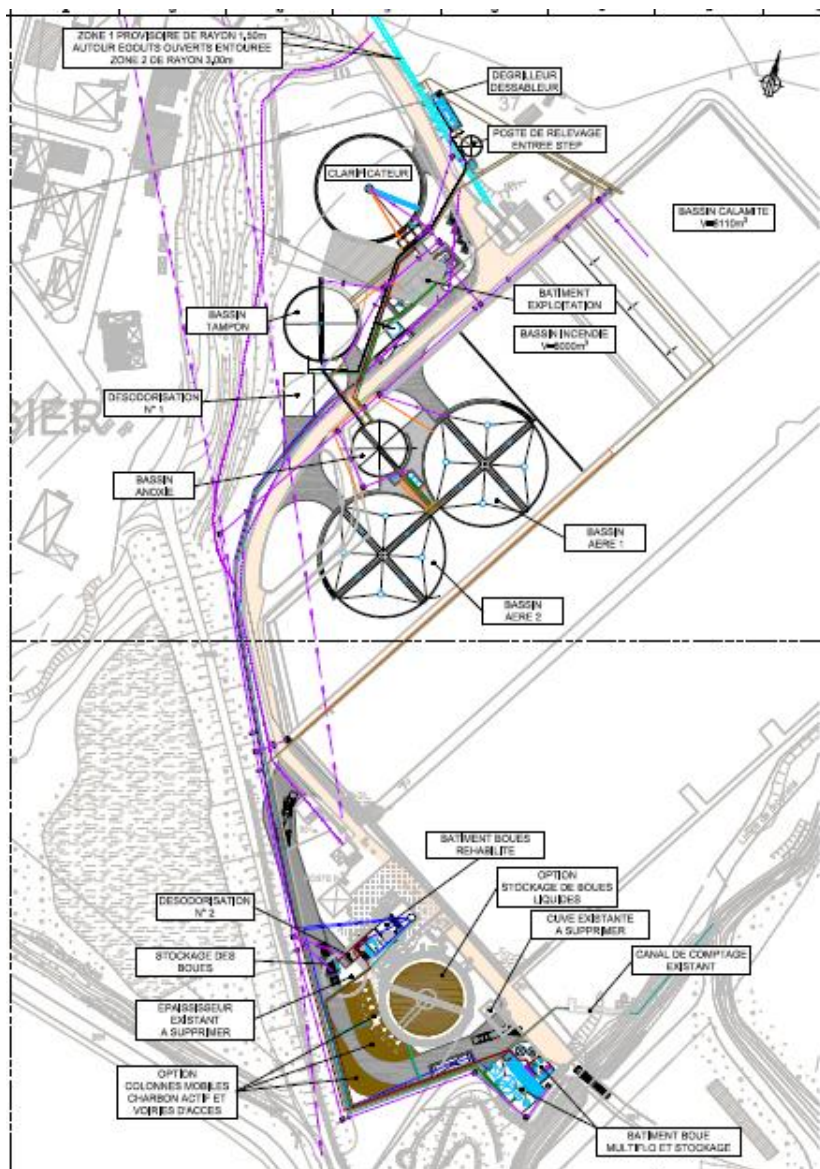 ZONE 1 PROVISOIRE DE RAYON 1,50m
AUTOUR EGOUTS OUVERTS ENTOUREE
ZONE 2 DE RAYON 3,00m
DEGRILLEUR
DESSABLEUR
37
POSTE DE RELEVAGE
ENTREE STEP
CLARIFICATEUR
BASSIN CALAMITE
V=8110m³
BATIMENT
EXPLOITATION
BASSIN
TAMPON
BASSIN INCENDIE
V=8000m³
DESODORISATION
N° 1
SIER
BASSIN
ANOXIE
BASSIN
AERE 1
BASSIN
AERE 2
BATIMENT BOUES
REHABILITE
OPTION
STOCKAGE DE BOUES
LIQUIDES
DESODORISATION
N° 2
CUVE EXISTANTE
A SUPPRIMER
STOCKAGE DES
BOUES
CANAL DE COMPTAGE
EXISTANT
EPAISSISSEUR
EXISTANT
A SUPPRIMER
OPTION
COLONNES MOBILES
CHARBON ACTIF ET
VOIRIES D'ACCES
BATIMENT BOUE
MULTIFLO ET STOCKAGE